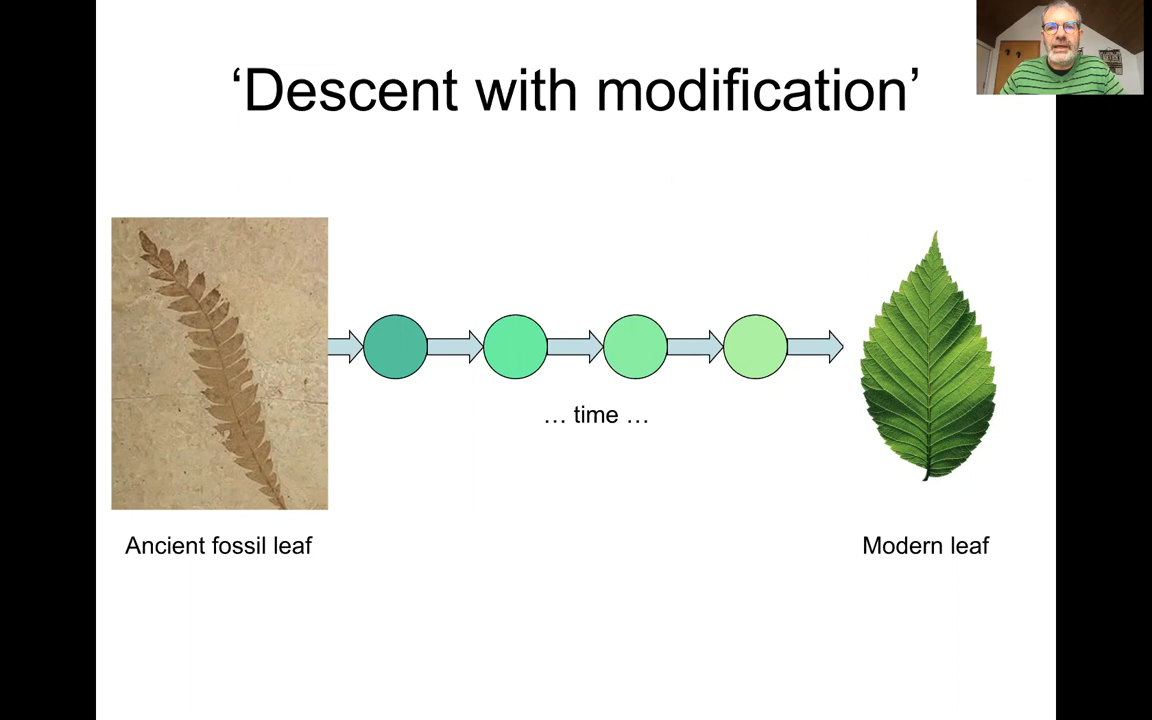 ‘Descent with modification’
… time …
Ancient fossil leaf
Modern leaf